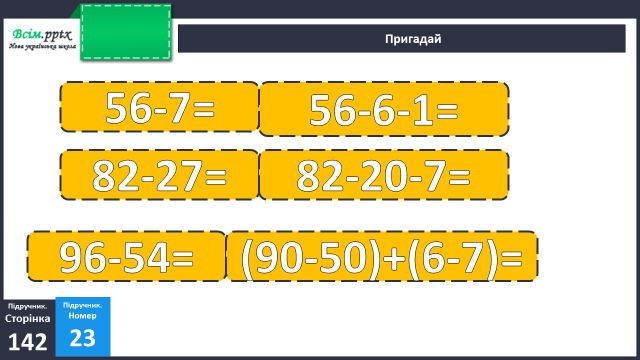 Всім.pptx
Нова українська школа
Пригадай
56-7= 56-6-1=
82-27= 82-20-7=
96-54= (90-50)+(6-7)=
Підручник.
Сторінка
142
Підручник.
Номер
23